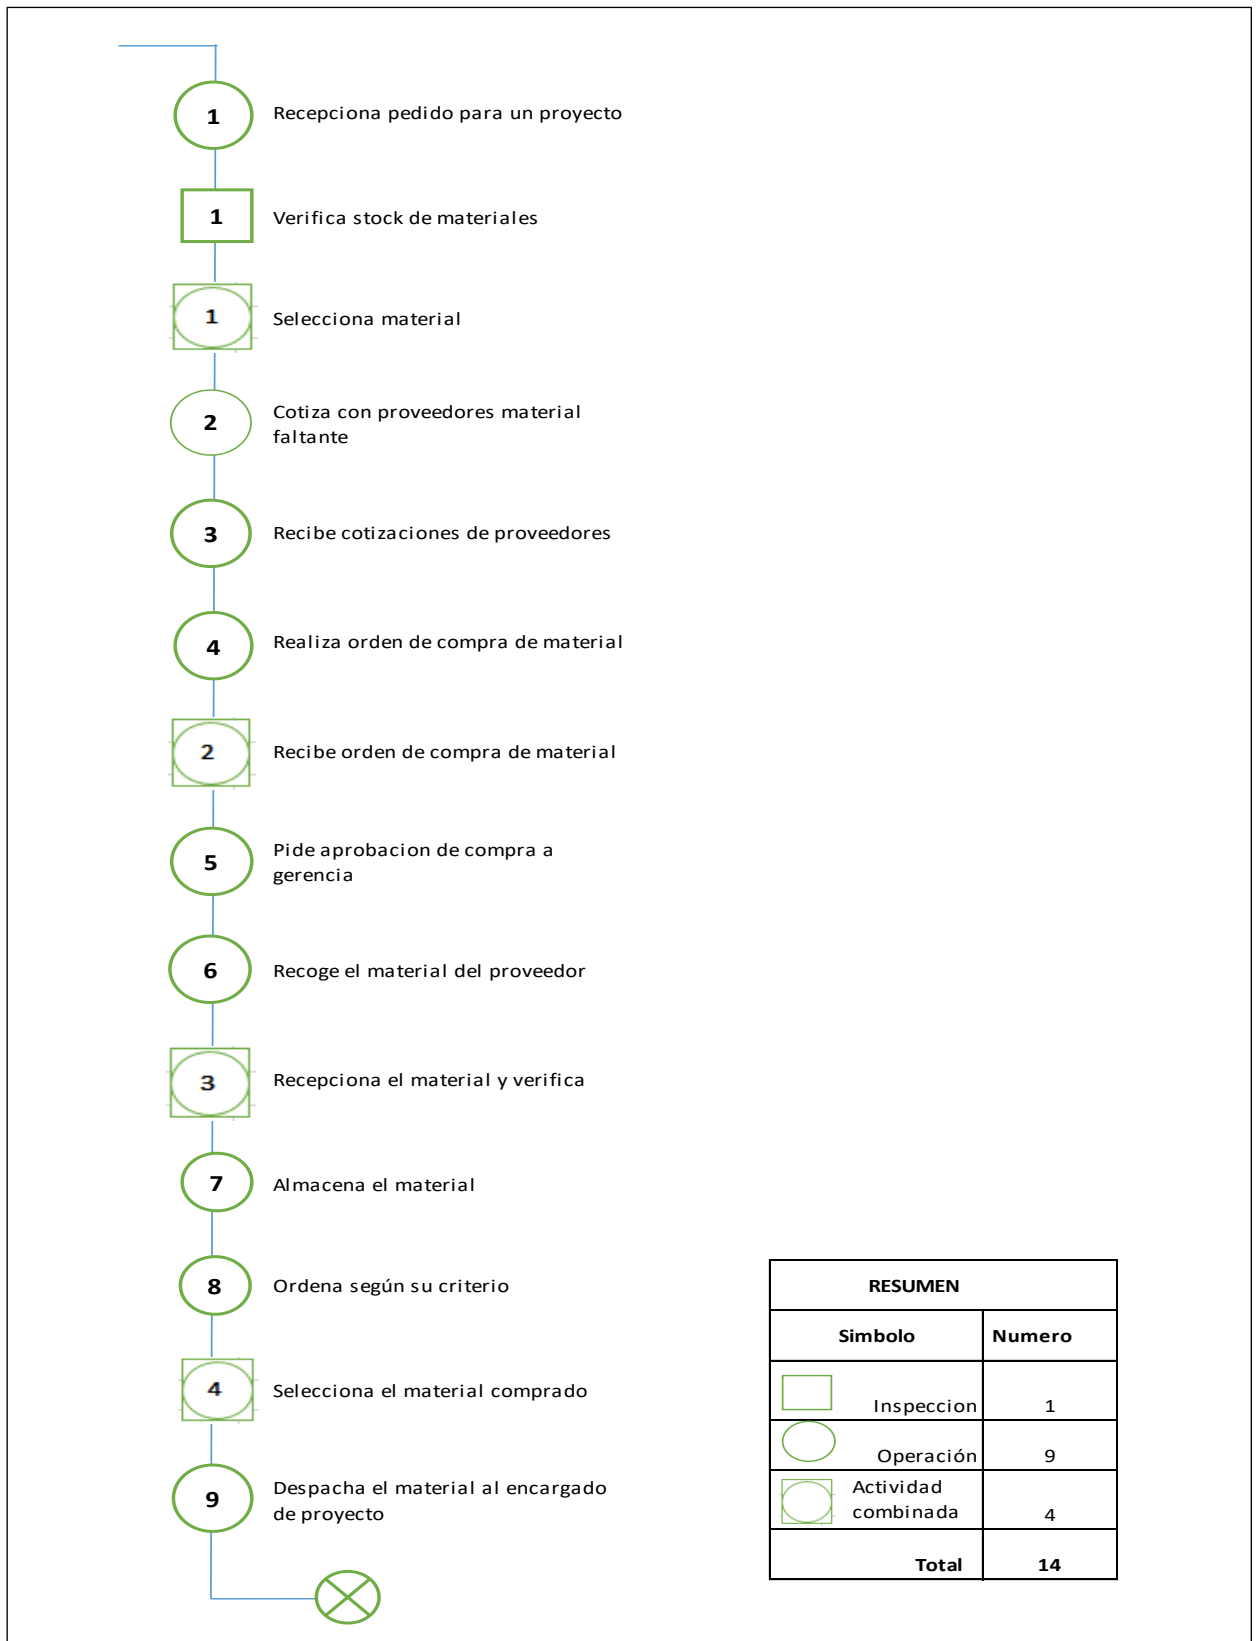 1 Recepciona pedido para un proyecto
1 Verifica stock de materiales
1 Selecciona material
2 Cotiza con proveedores material
faltante
3 Recibe cotizaciones de proveedores
4 Realiza orden de compra de material
2 Recibe orden de compra de material
5 Pide aprobacion de compra a
gerencia
6 Recoge el material del proveedor
3 Recepciona el material y verifica
7 Almacena el material
8 Ordena según su criterio
4 Selecciona el material comprado
9 Despacha el material al encargado
de proyecto
RESUMEN
Simbolo Numero
Inspeccion 1
Operación 9
Actividad
combinada 4
Total 14